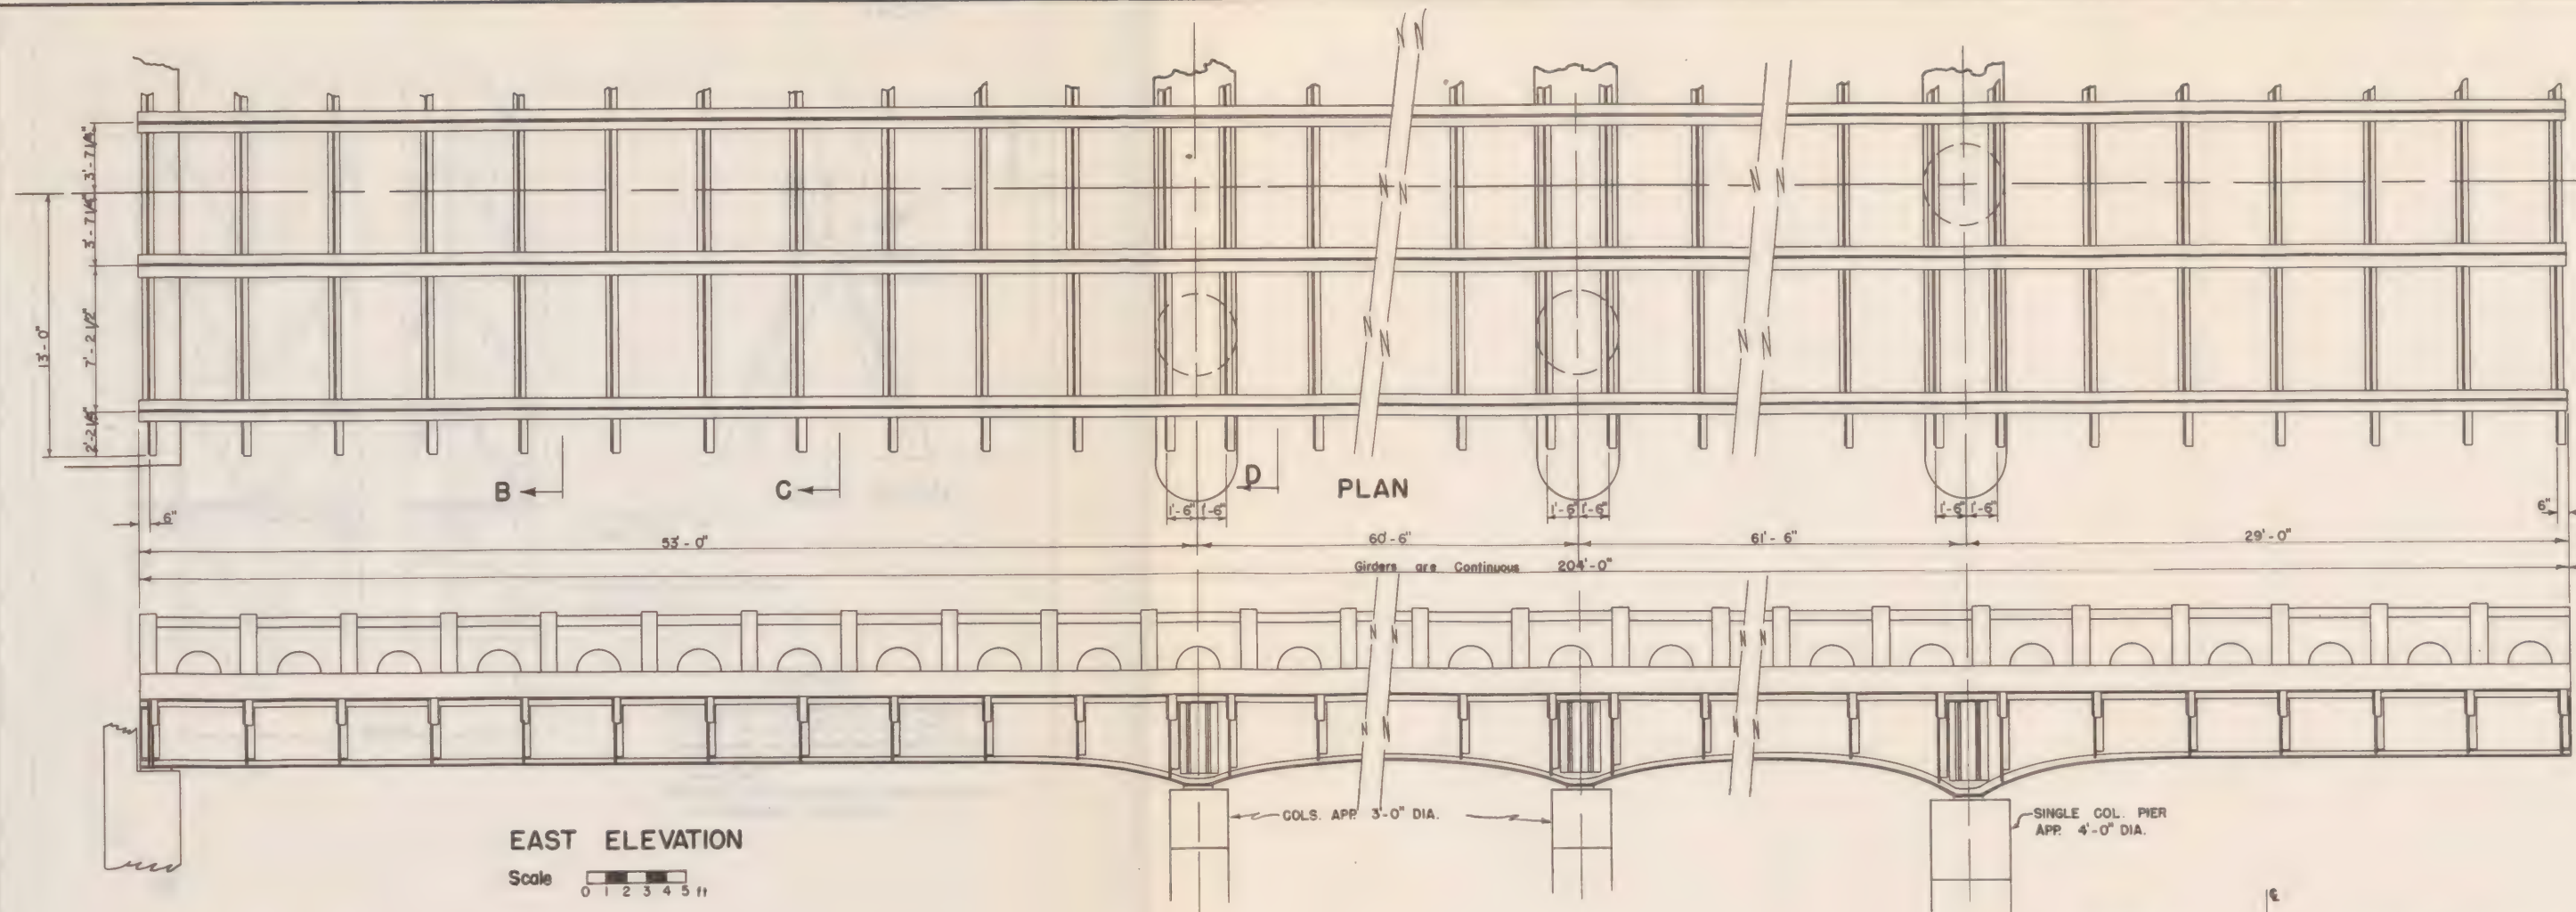 3'-7 1/4"
3'-7 1/4"
13'-0"
7'-2 1/2"
2'-2 1/4"
B
C
D
PLAN
6"
1'-6" 1'-6"
1'-6" 1'-6"
1'-6" 1'-6"
6"
53'-0"
60'-6"
61'-6"
29'-0"
Girders are Continuous 204'-0"
COLS. APP. 3'-0" DIA.
SINGLE COL. PIER
APP. 4'-0" DIA.
EAST ELEVATION
Scale
0 1 2 3 4 5 ft
℄